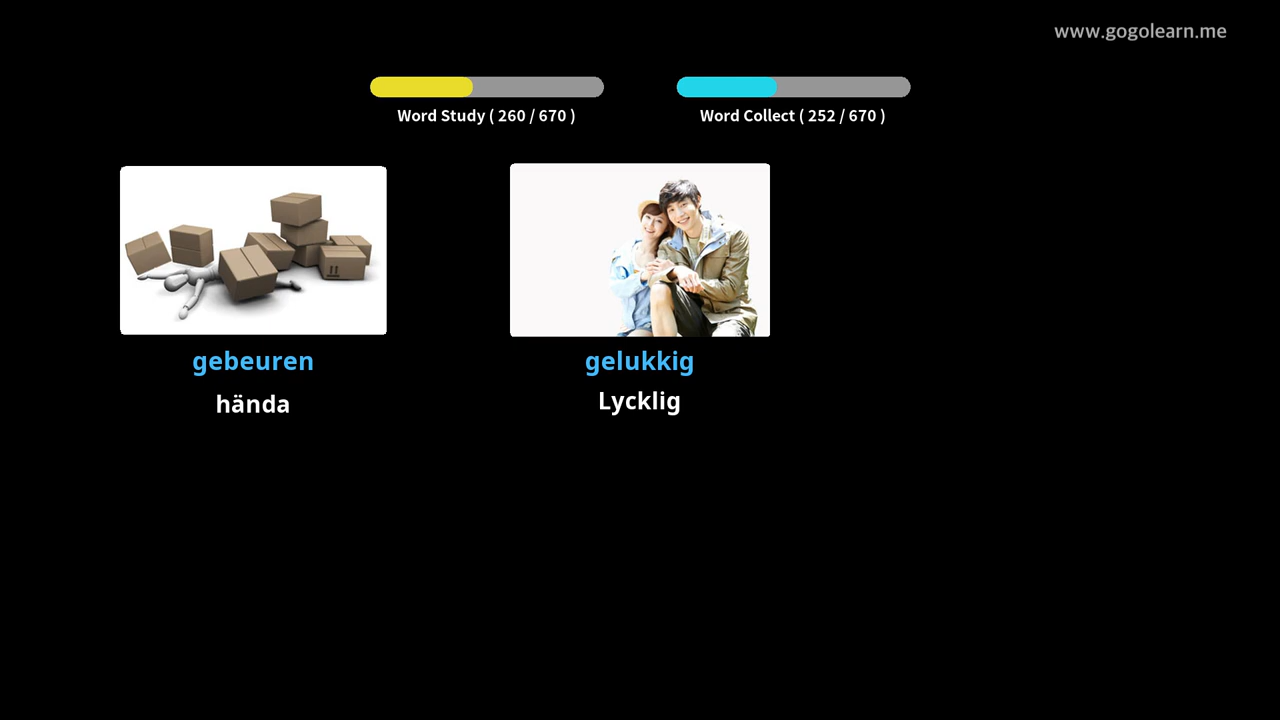 www.gogolearn.me
Word Study ( 260 / 670 )
Word Collect ( 252 / 670 )
gebeuren
hända
gelukkig
Lycklig